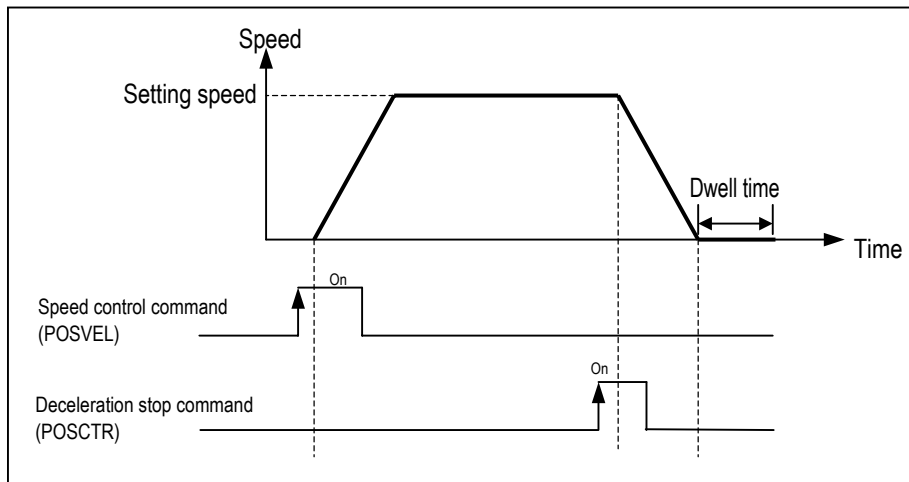 Speed
Setting speed
Dwell time
Time
On
Speed control command
(POSVEL)
On
Deceleration stop command
(POSCTR)